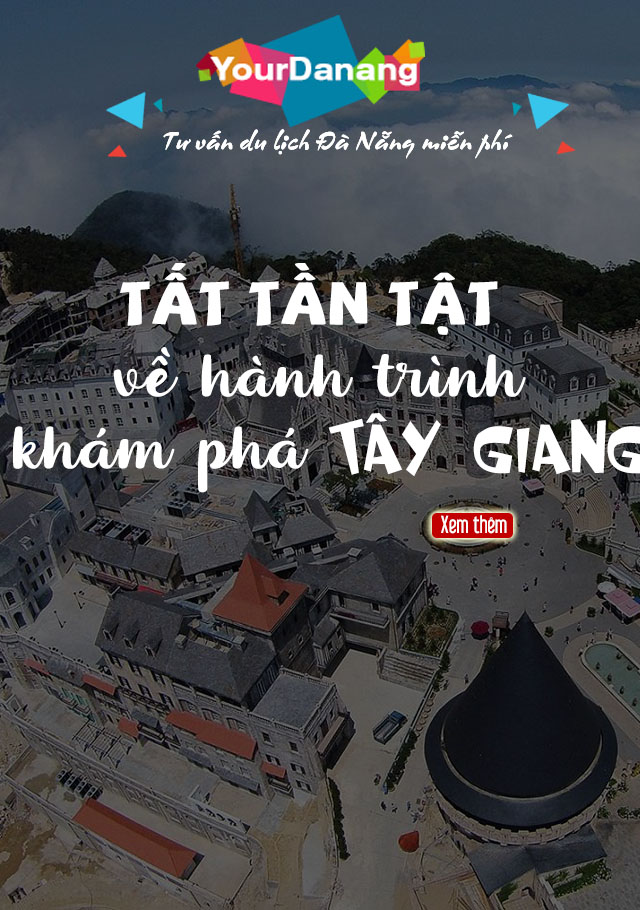 YourDanang
Tư vấn du lịch Đà Nẵng miễn phí
TẤT TẦN TẬT
về hành trình
khám phá TÂY GIANG
Xem thêm